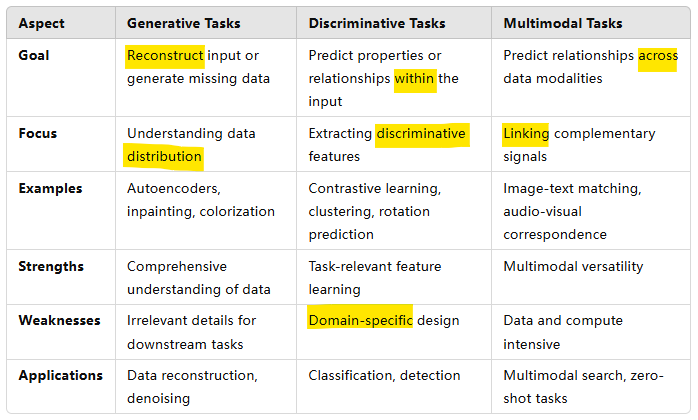 Aspect Generative Tasks Discriminative Tasks Multimodal Tasks
Goal
Reconstruct input or
generate missing data
Predict properties or
relationships within the
input
Predict relationships across
data modalities
Focus
Understanding data
distribution
Extracting discriminative
features
Linking complementary
signals
Examples
Autoencoders,
inpainting, colorization
Contrastive learning,
clustering, rotation
prediction
Image-text matching,
audio-visual
correspondence
Strengths
Comprehensive
understanding of data
Task-relevant feature
learning
Multimodal versatility
Weaknesses
Irrelevant details for
downstream tasks
Domain-specific design
Data and compute
intensive
Applications
Data reconstruction,
denoising
Classification, detection
Multimodal search, zero-
shot tasks